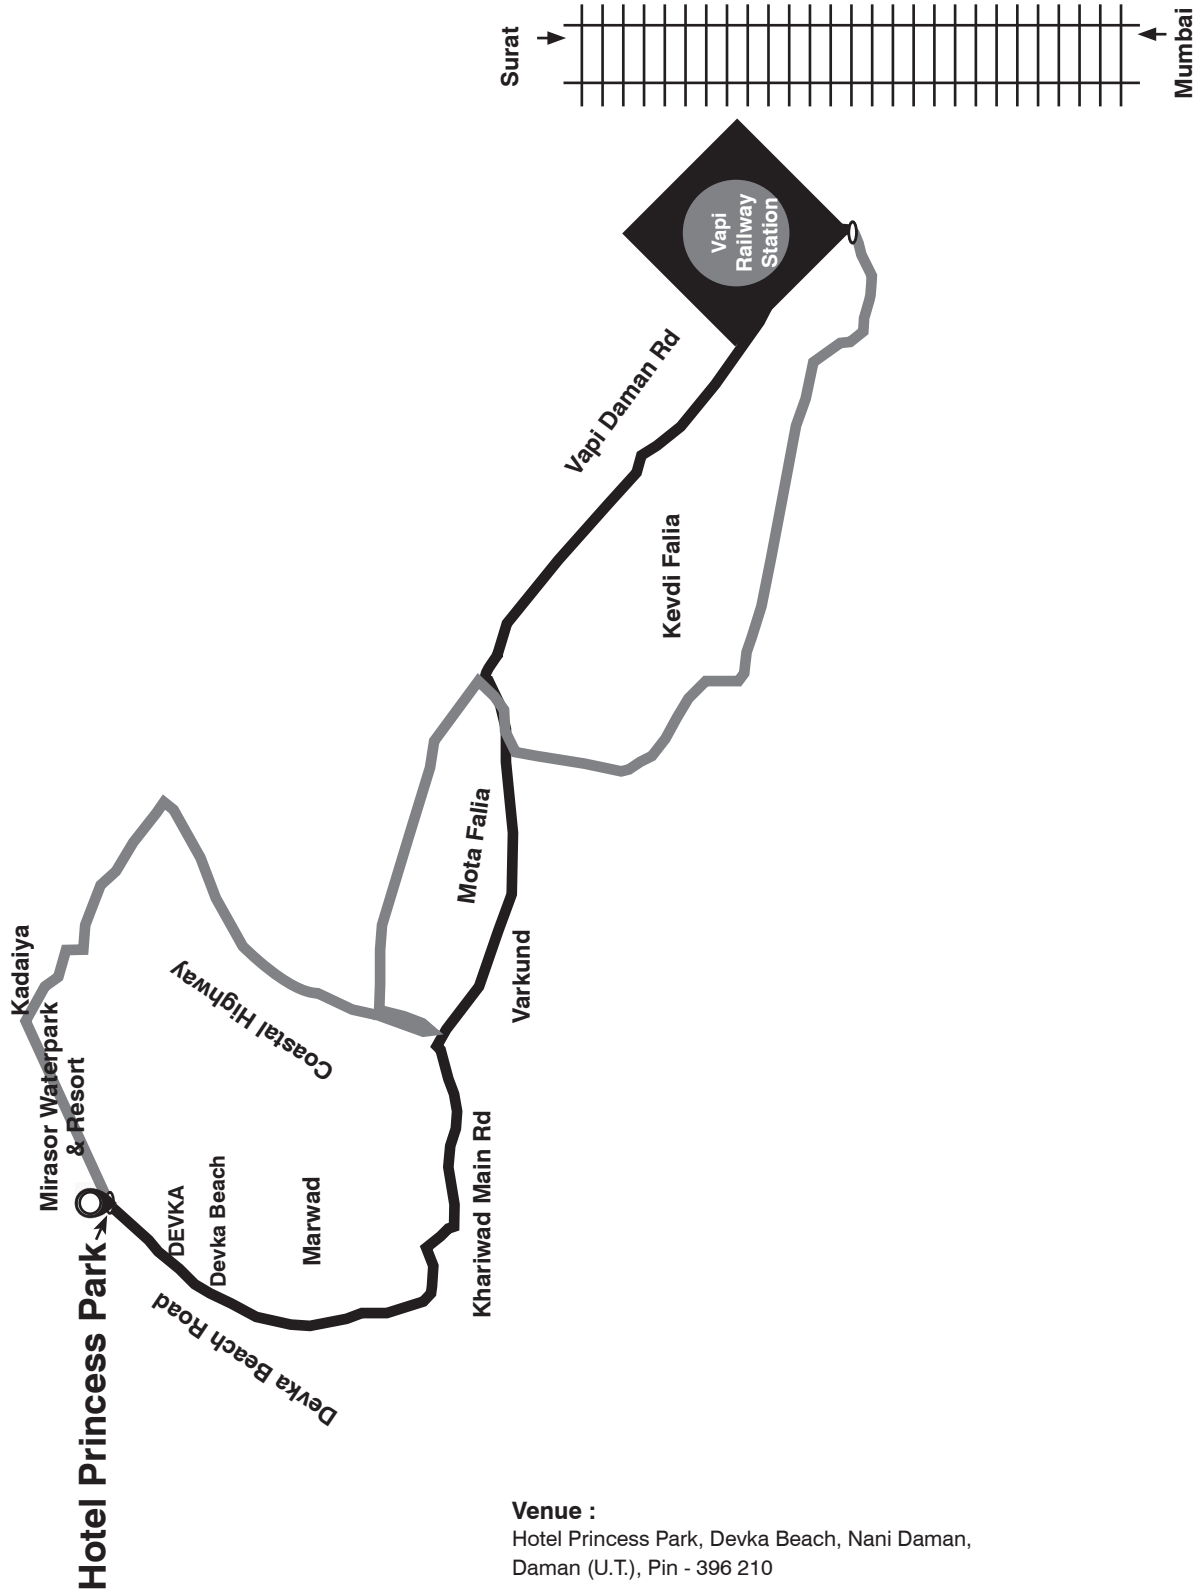 Surat
Mumbai
Vapi
Railway
Station
Vapi Daman Rd
Kevdi Falia
Mota Falia
Varkund
Kadaiya
Mirasor Waterpark
& Resort
Coastal Highway
DEVKA
Devka Beach
Marwad
Khariwad Main Rd
Devka Beach Road
Hotel Princess Park
Venue :
Hotel Princess Park, Devka Beach, Nani Daman,
Daman (U.T.), Pin - 396 210